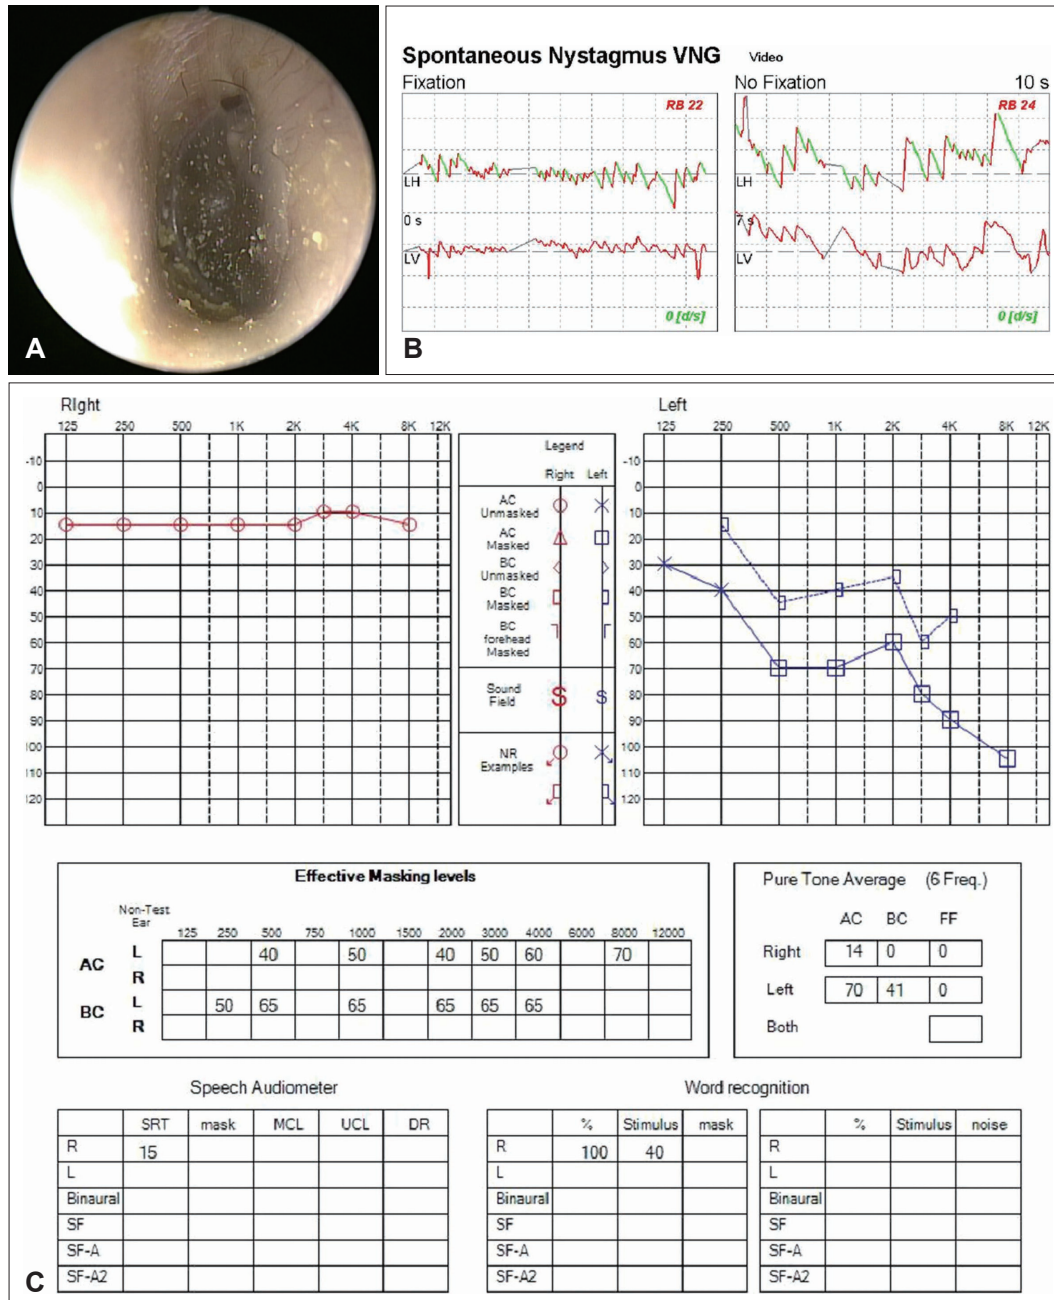 A
Spontaneous Nystagmus VNG Video
Fixation
RB 22
LH
0 s
LV
0 [d/s]
No Fixation 10 s
RB 24
LH
7 s
LV
0 [d/s]
B
RIght
125 250 500 1K 2K 4K 8K 12K
-10
0
10
20
30
40
50
60
70
80
90
100
110
120
Legend
Right Left
AC
Unmasked
AC
Masked
BC
Unmasked
BC
Masked
BC
forehead
Masked
Sound
Field
S S
NR
Examples
Left
125 250 500 1K 2K 4K 8K 12K
-10
0
10
20
30
40
50
60
70
80
90
100
110
120
Effective Masking levels
Non-Test
Ear
125 250 500 750 1000 1500 2000 3000 4000 6000 8000 12000
AC L 40 50 40 50 60 70
R
BC L 50 65 65 65 65 65
R
Pure Tone Average (6 Freq.)
AC BC FF
Right 14 0 0
Left 70 41 0
Both
Speech Audiometer
SRT mask MCL UCL DR
R 15
L
Binaural
SF
SF-A
SF-A2
Word recognition
% Stimulus mask
R 100 40
L
Binaural
SF
SF-A
SF-A2
% Stimulus noise
R
L
Binaural
SF
SF-A
SF-A2
C